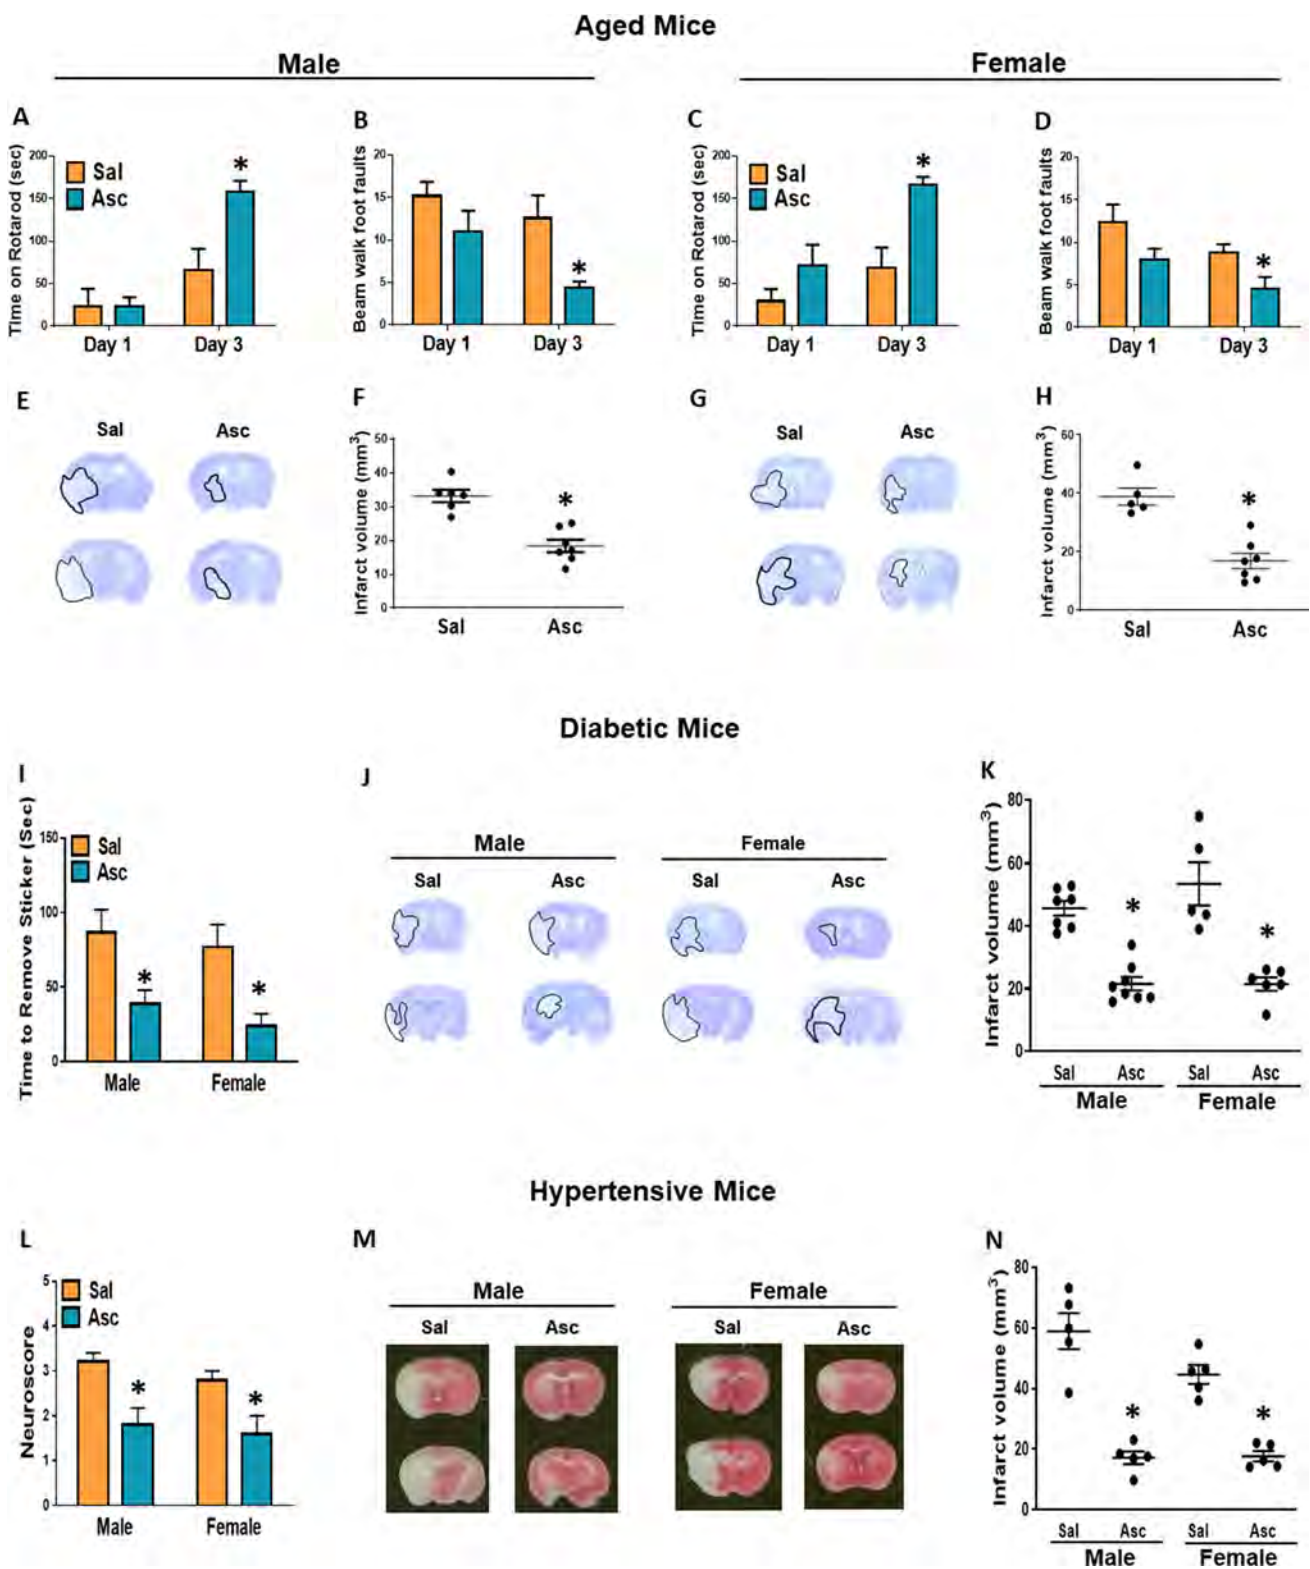 Aged Mice
Male
Female
A
Time on Rotarod (sec)
200
150
100
50
0
Sal
Asc
*
Day 1
Day 3
B
Beam walk foot faults
20
15
10
5
0
*
Day 1
Day 3
C
Time on Rotarod (sec)
200
150
100
50
0
Sal
Asc
*
Day 1
Day 3
D
Beam walk foot faults
20
15
10
5
0
*
Day 1
Day 3
E
Sal
Asc
F
Infarct volume (mm³)
50
40
30
20
10
0
*
Sal
Asc
G
Sal
Asc
H
Infarct volume (mm³)
60
40
20
0
*
Sal
Asc
Diabetic Mice
I
Time to Remove Sticker (Sec)
150
100
50
0
Sal
Asc
*
*
Male
Female
J
Male
Female
Sal
Asc
Sal
Asc
K
Infarct volume (mm³)
80
60
40
20
0
*
*
Sal
Asc
Sal
Asc
Male
Female
Hypertensive Mice
L
Neuroscore
5
4
3
2
1
0
Sal
Asc
*
*
Male
Female
M
Male
Female
Sal
Asc
Sal
Asc
N
Infarct volume (mm³)
80
60
40
20
0
*
*
Sal
Asc
Sal
Asc
Male
Female